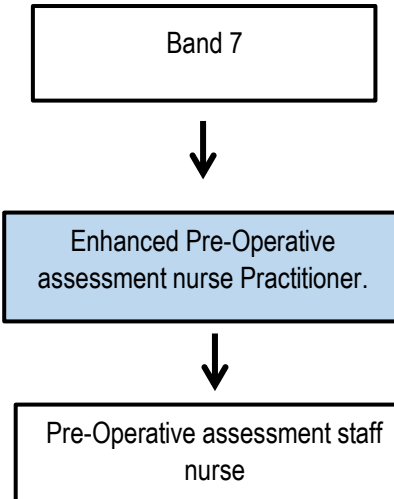 Band 7
Enhanced Pre-Operative
assessment nurse Practitioner.
Pre-Operative assessment staff
nurse